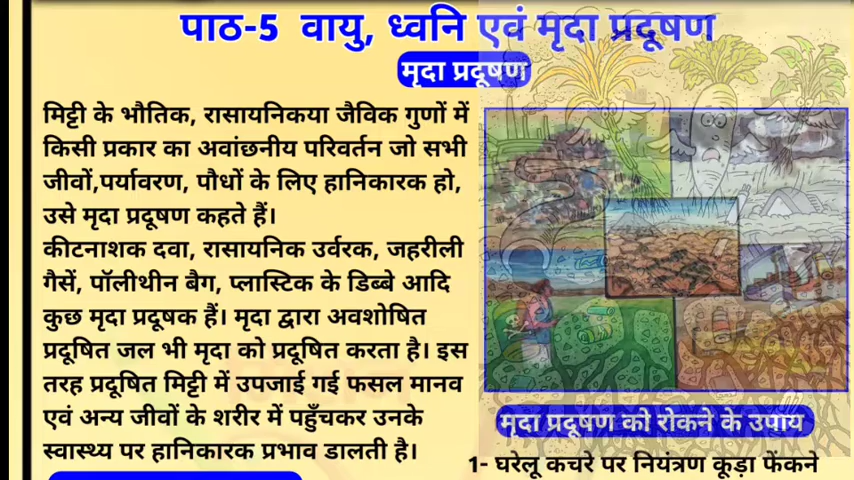 पाठ-5 वायु, ध्वनि एवं मृदा प्रदूषण
मृदा प्रदूषण
मिट्टी के भौतिक, रासायनिकया जैविक गुणों में
किसी प्रकार का अवांछनीय परिवर्तन जो सभी
जीवों,पर्यावरण, पौधों के लिए हानिकारक हो,
उसे मृदा प्रदूषण कहते हैं।
कीटनाशक दवा, रासायनिक उर्वरक, जहरीली
गैसें, पॉलीथीन बैग, प्लास्टिक के डिब्बे आदि
कुछ मृदा प्रदूषक हैं। मृदा द्वारा अवशोषित
प्रदूषित जल भी मृदा को प्रदूषित करता है। इस
तरह प्रदूषित मिट्टी में उपजाई गई फसल मानव
एवं अन्य जीवों के शरीर में पहुँचकर उनके
स्वास्थ्य पर हानिकारक प्रभाव डालती है।
मृदा प्रदूषण को रोकने के उपाय
1- घरेलू कचरे पर नियंत्रण कूड़ा फेंकने